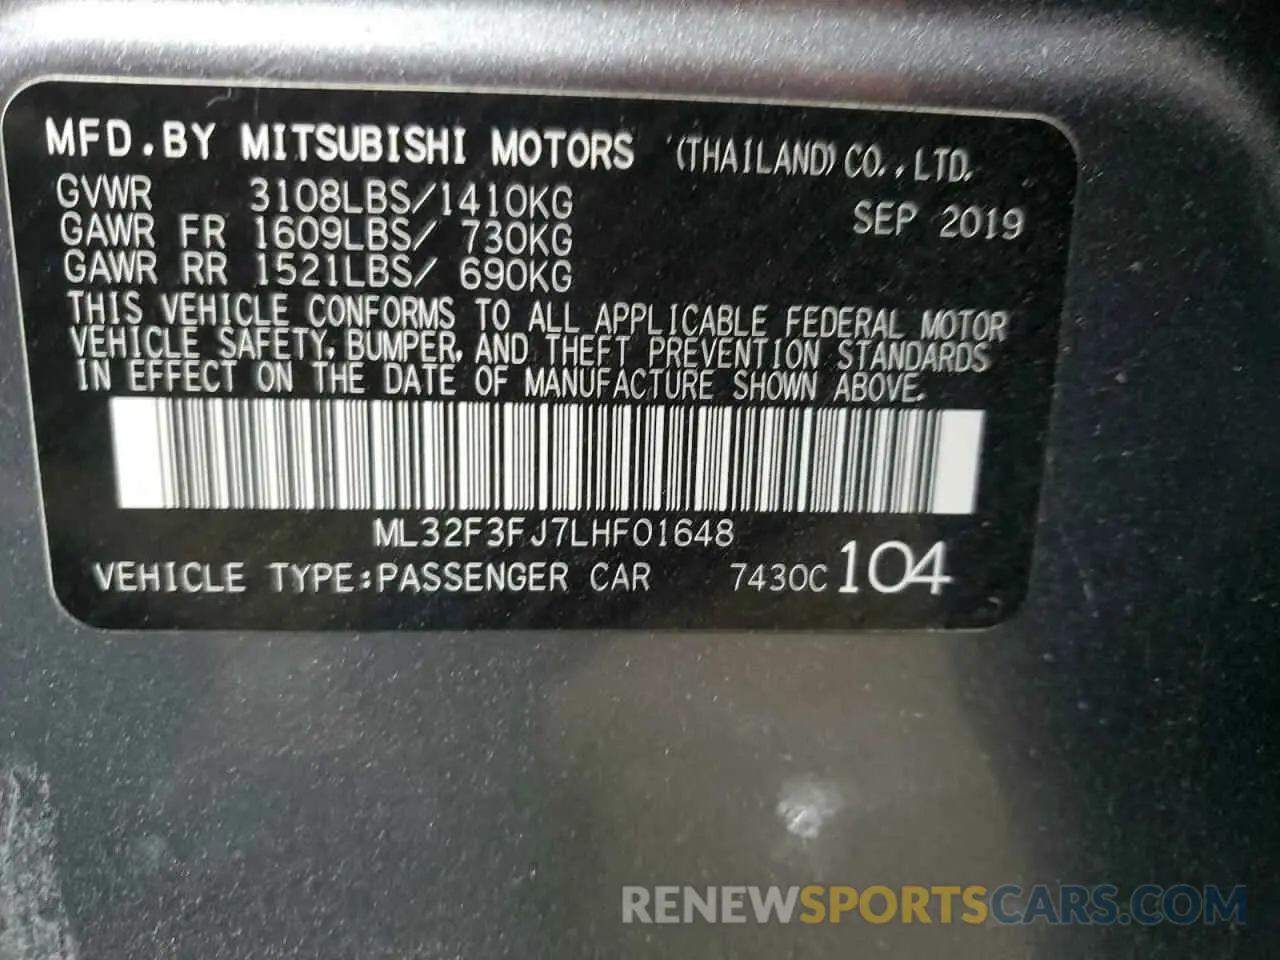 MFD.BY MITSUBISHI MOTORS (THAILAND) CO.,LTD.
GVWR 3108LBS/1410KG SEP 2019
GAWR FR 1609LBS/ 730KG
GAWR RR 1521LBS/ 690KG
THIS VEHICLE CONFORMS TO ALL APPLICABLE FEDERAL MOTOR
VEHICLE SAFETY, BUMPER, AND THEFT PREVENTION STANDARDS
IN EFFECT ON THE DATE OF MANUFACTURE SHOWN ABOVE.
ML32F3FJ7LHF01648
VEHICLE TYPE:PASSENGER CAR 7430C 104
RENEWSPORTSCARS.COM